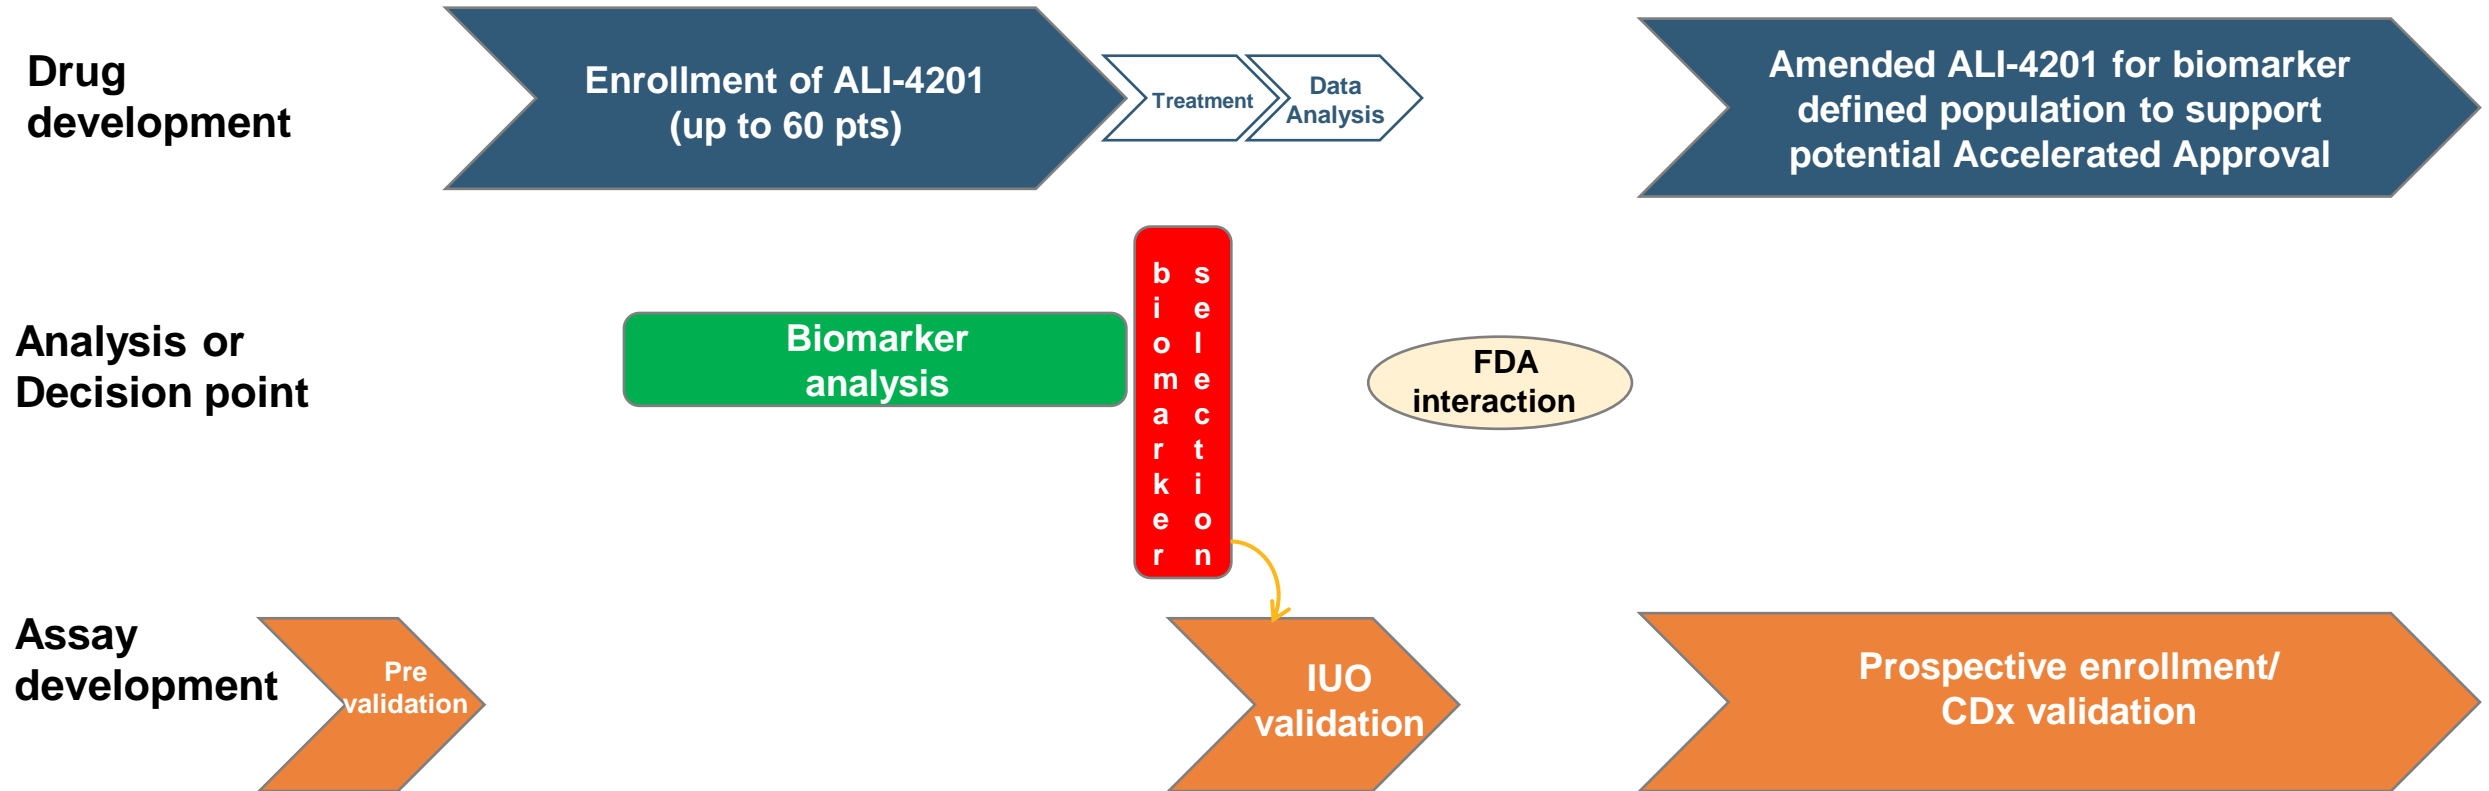 Drug
development
Enrollment of ALI-4201
(up to 60 pts)
Treatment
Data
Analysis
Amended ALI-4201 for biomarker
defined population to support
potential Accelerated Approval
Analysis or
Decision point
Biomarker
analysis
biomarker
selection
FDA
interaction
Assay
development
Pre
validation
IUO
validation
Prospective enrollment/
CDx validation